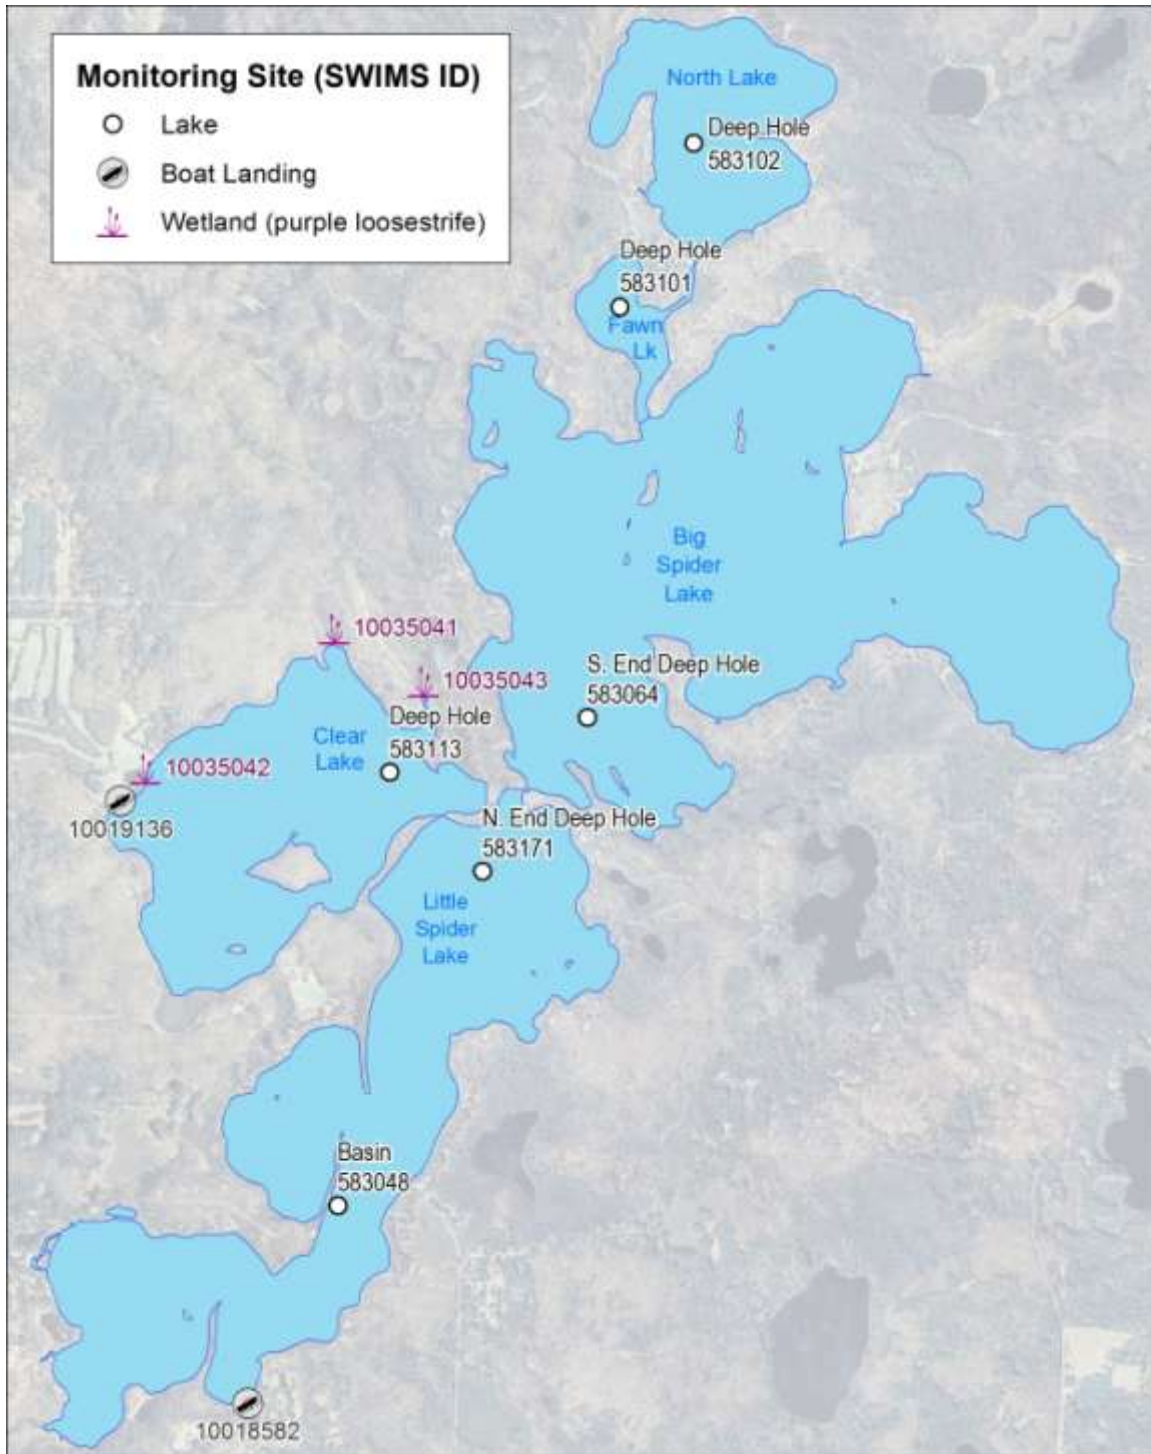 Monitoring Site (SWIMS ID)
Lake
Boat Landing
Wetland (purple loosestrife)
North Lake
Deep Hole
583102
Deep Hole
583101
Fawn
Lk
Big
Spider
Lake
10035041
S. End Deep Hole
583064
10035043
Deep Hole
583113
Clear
Lake
10035042
10019136
N. End Deep Hole
583171
Little
Spider
Lake
Basin
583048
10018582